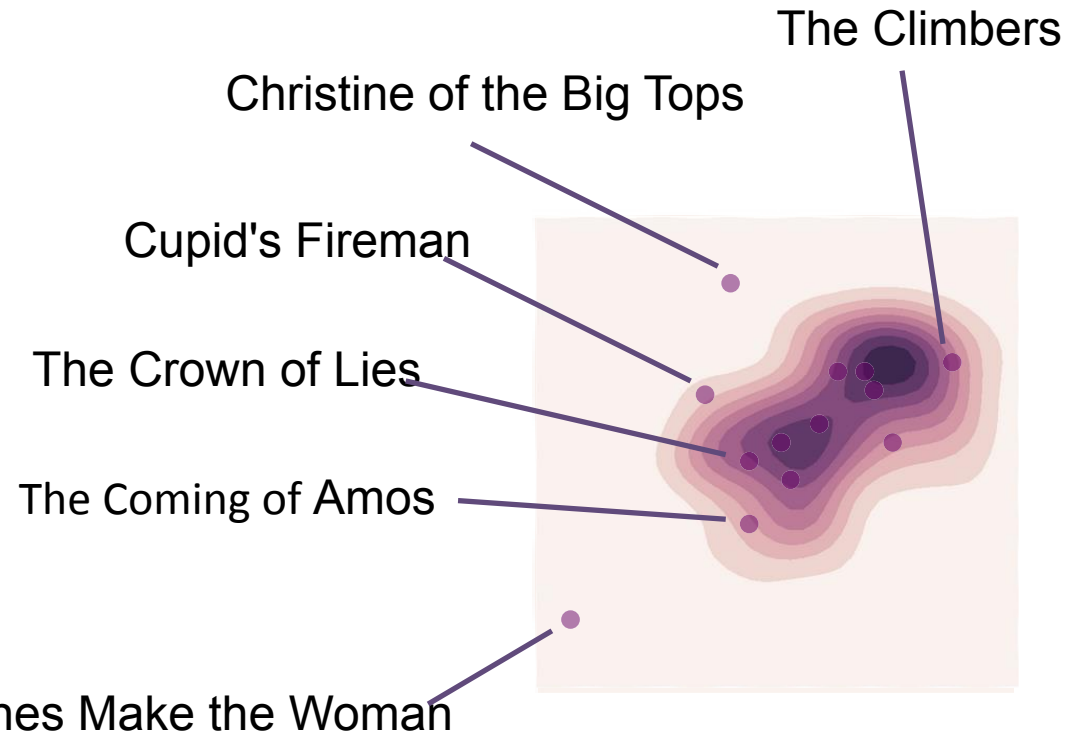 The Climbers
Christine of the Big Tops
Cupid's Fireman
The Crown of Lies
The Coming of Amos
nes Make the Woman